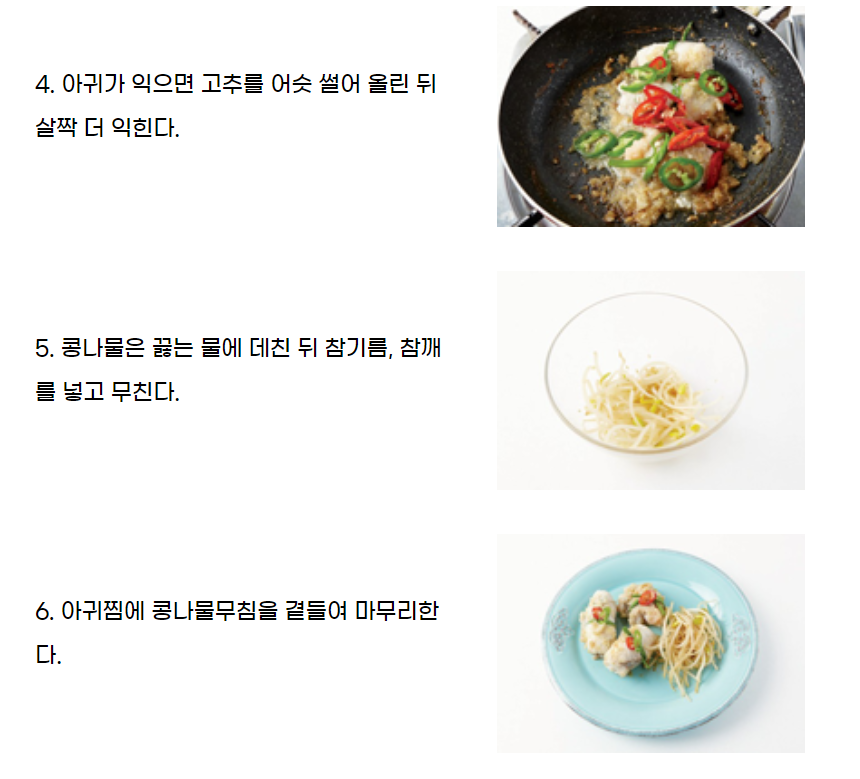 4. 아귀가 익으면 고추를 어슷 썰어 올린 뒤
살짝 더 익힌다.
5. 콩나물은 끓는 물에 데친 뒤 참기름, 참깨
를 넣고 무친다.
6. 아귀찜에 콩나물무침을 곁들여 마무리한
다.